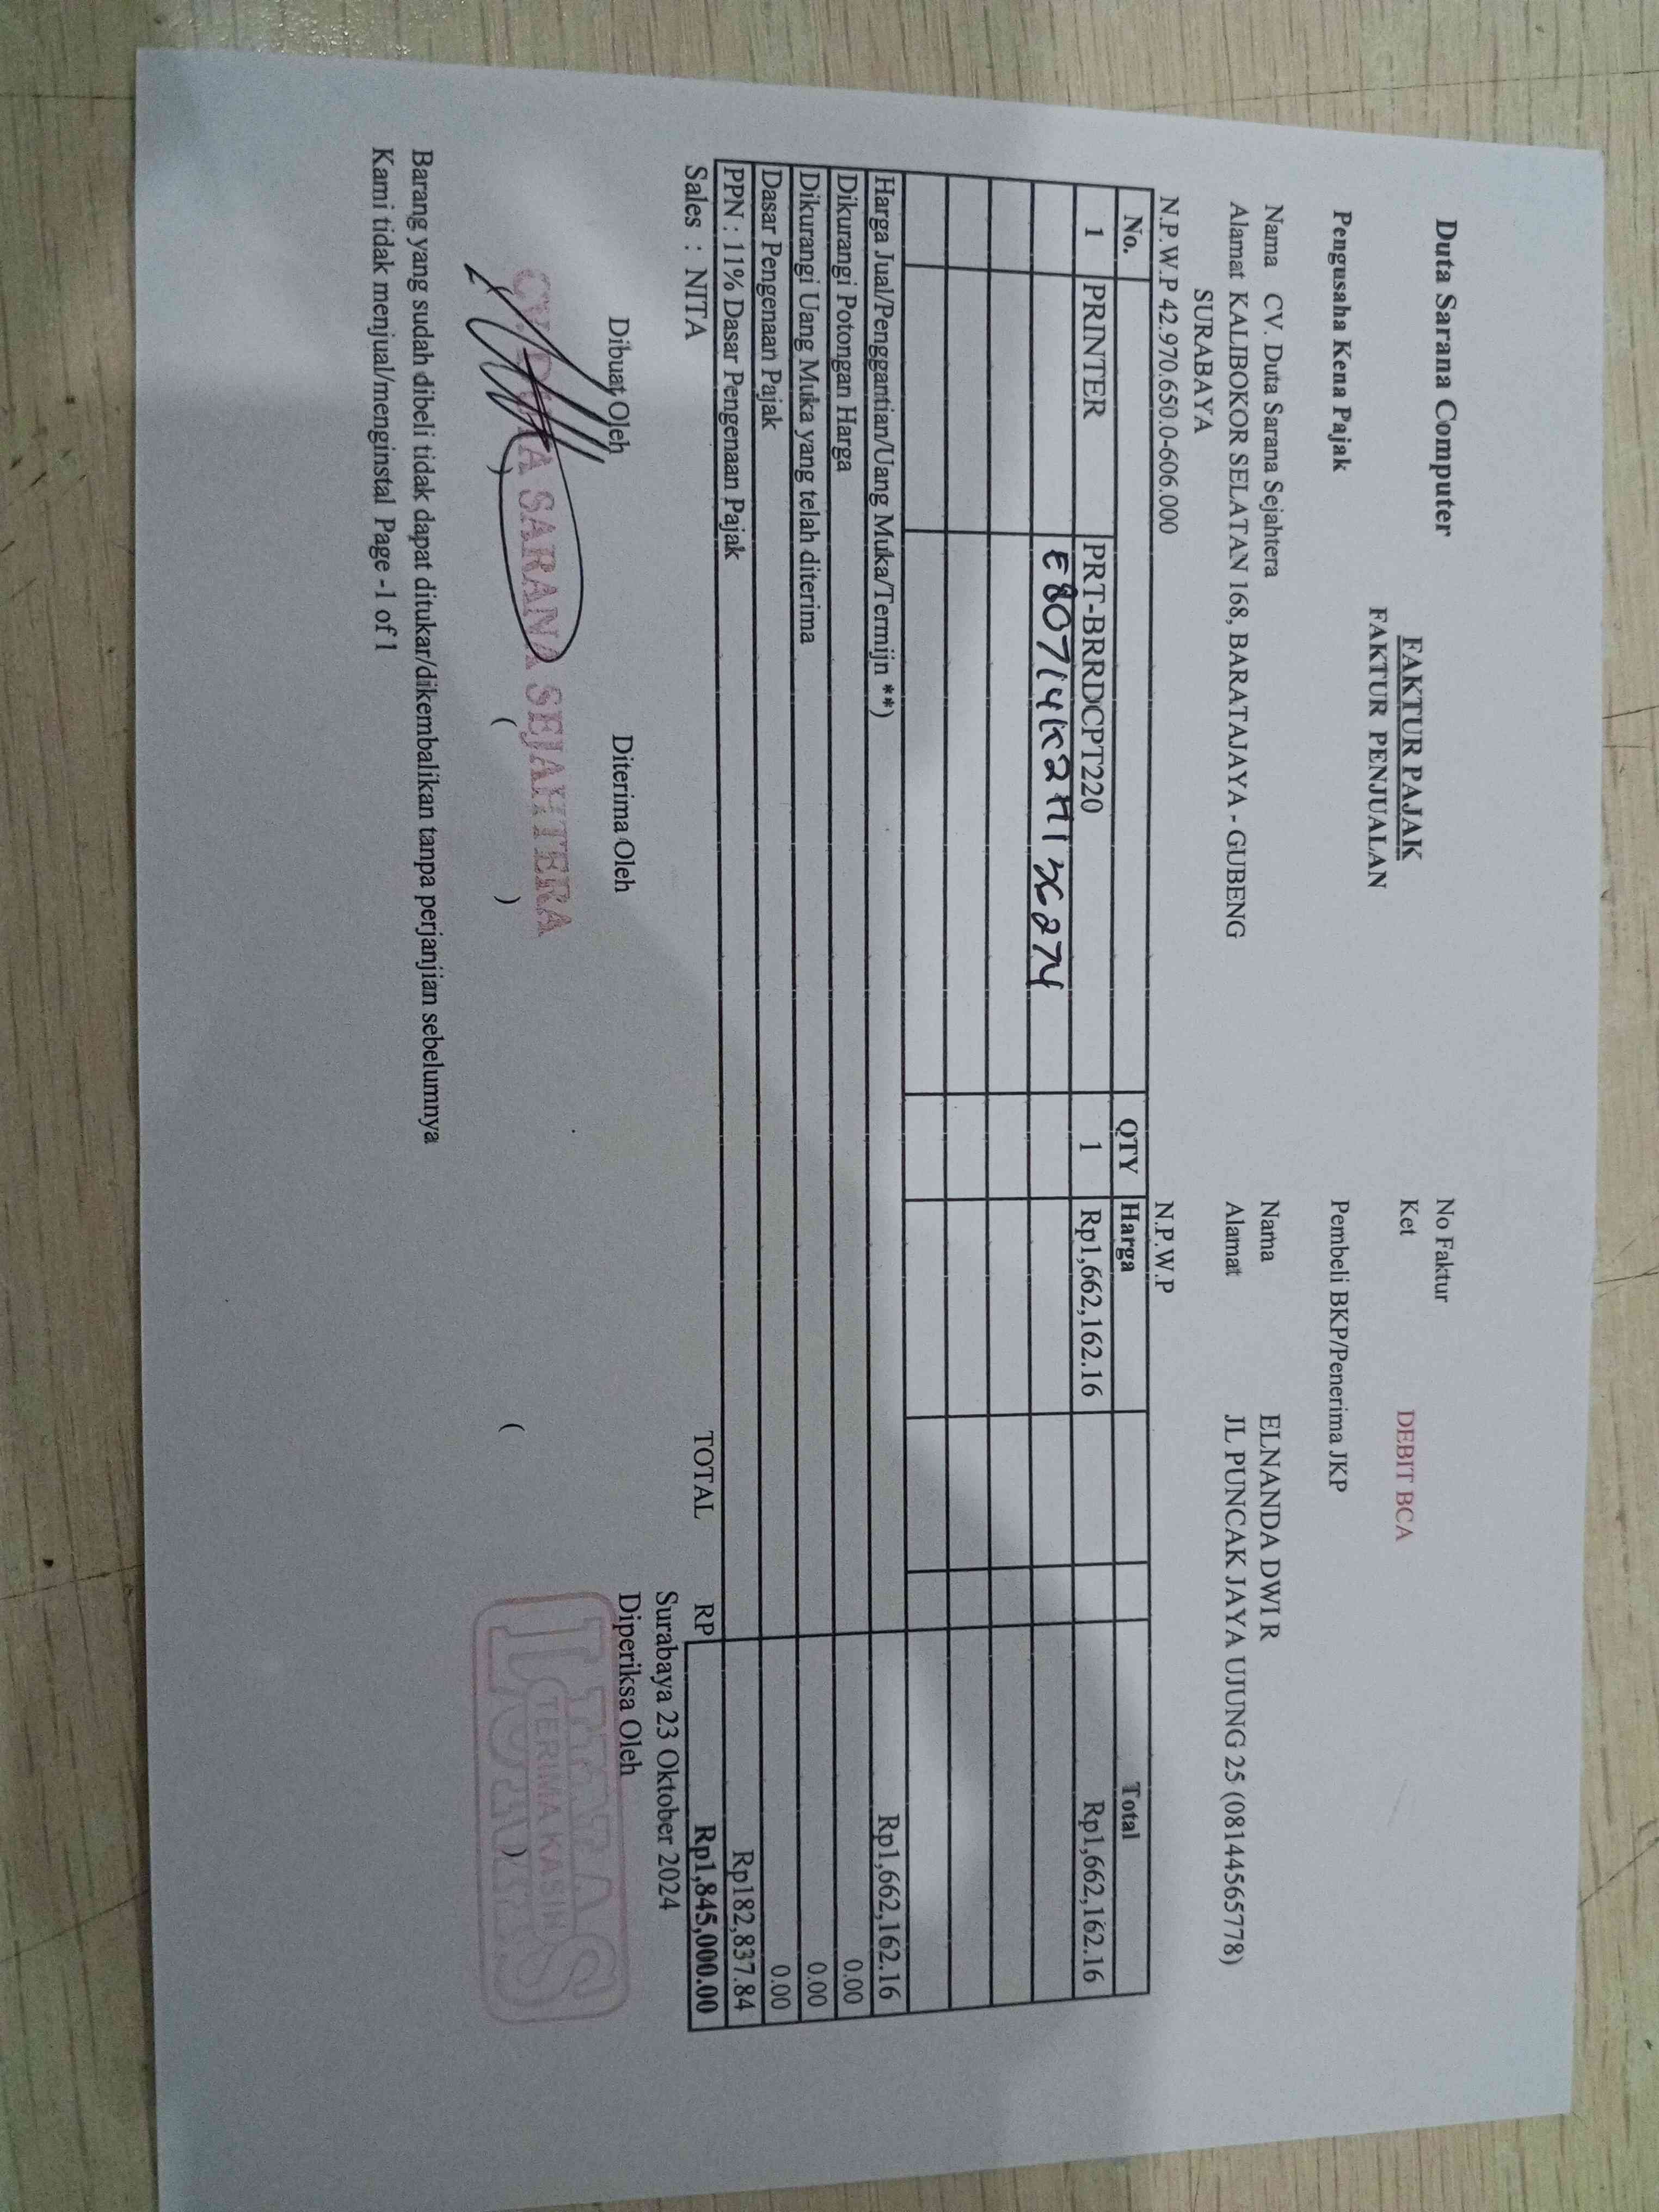 Duta Sarana Computer
FAKTUR PAJAK
FAKTUR PENJUALAN
No Faktur
Ket DEBIT BCA
Pengusaha Kena Pajak
Pembeli BKP/Penerima JKP
Nama CV. Duta Sarana Sejahtera
Nama ELNANDA DWI R
Alamat KALIBOKOR SELATAN 168, BARATAJAYA - GUBENG
SURABAYA
Alamat JL PUNCAK JAYA UJUNG 25 (08144565778)
N.P.W.P 42.970.650.0-606.000
N.P.W.P
No. QTY Harga Total
1 PRINTER PRT-BRRDCPT220 1 Rp1,662,162.16 Rp1,662,162.16
Harga Jual/Penggantian/Uang Muka/Termijn **) Rp1,662,162.16
Dikurangi Potongan Harga 0.00
Dikurangi Uang Muka yang telah diterima 0.00
Dasar Pengenaan Pajak 0.00
PPN : 11% Dasar Pengenaan Pajak Rp182,837.84
Sales : NITA TOTAL RP Rp1,845,000.00
Surabaya 23 Oktober 2024
Dibuat Oleh Diterima Oleh Diperiksa Oleh
CV. DUTA SARANA SEJAHTERA
LUNAS
TERIMA KASIH
) ( ) ( )
Barang yang sudah dibeli tidak dapat ditukar/dikembalikan tanpa perjanjian sebelumnya
Kami tidak menjual/menginstal Page -1 of 1